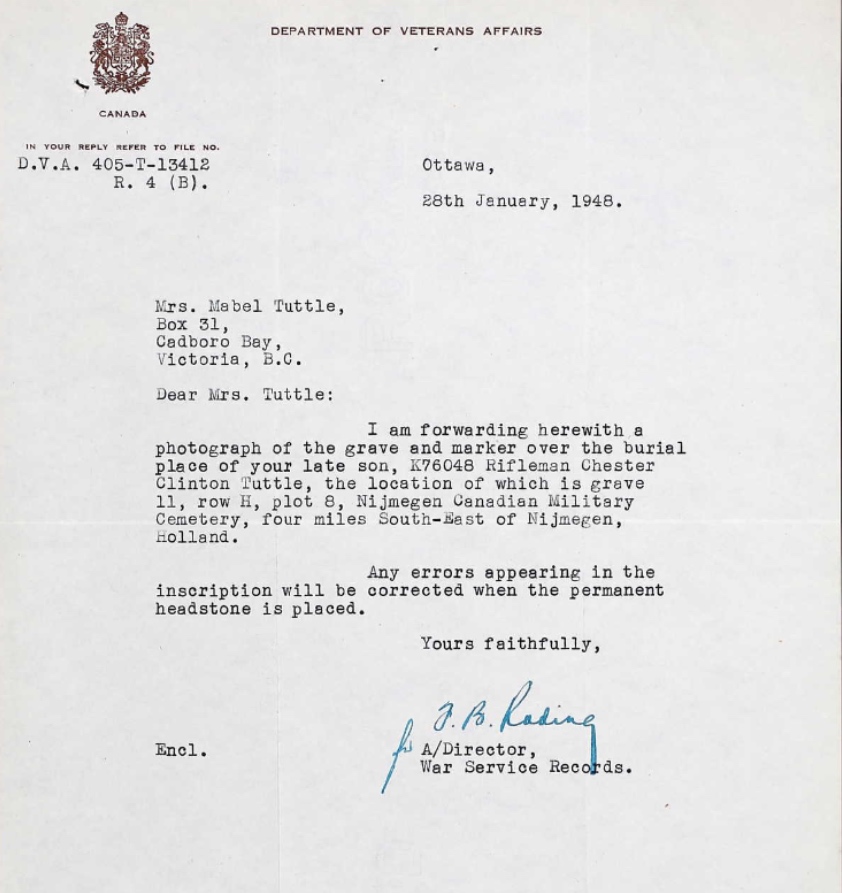 DEPARTMENT OF VETERANS AFFAIRS
CANADA
IN YOUR REPLY REFER TO FILE NO.
D.V.A. 405-T-13412
R. 4 (B).
Ottawa,
28th January, 1948.
Mrs. Mabel Tuttle,
Box 31,
Cadboro Bay,
Victoria, B.C.
Dear Mrs. Tuttle:
I am forwarding herewith a
photograph of the grave and marker over the burial
place of your late son, K76048 Rifleman Chester
Clinton Tuttle, the location of which is grave
11, row H, plot 8, Nijmegen Canadian Military
Cemetery, four miles South-East of Nijmegen,
Holland.
Any errors appearing in the
inscription will be corrected when the permanent
headstone is placed.
Yours faithfully,
B.
for
Encl.
A/Director,
War Service Records.